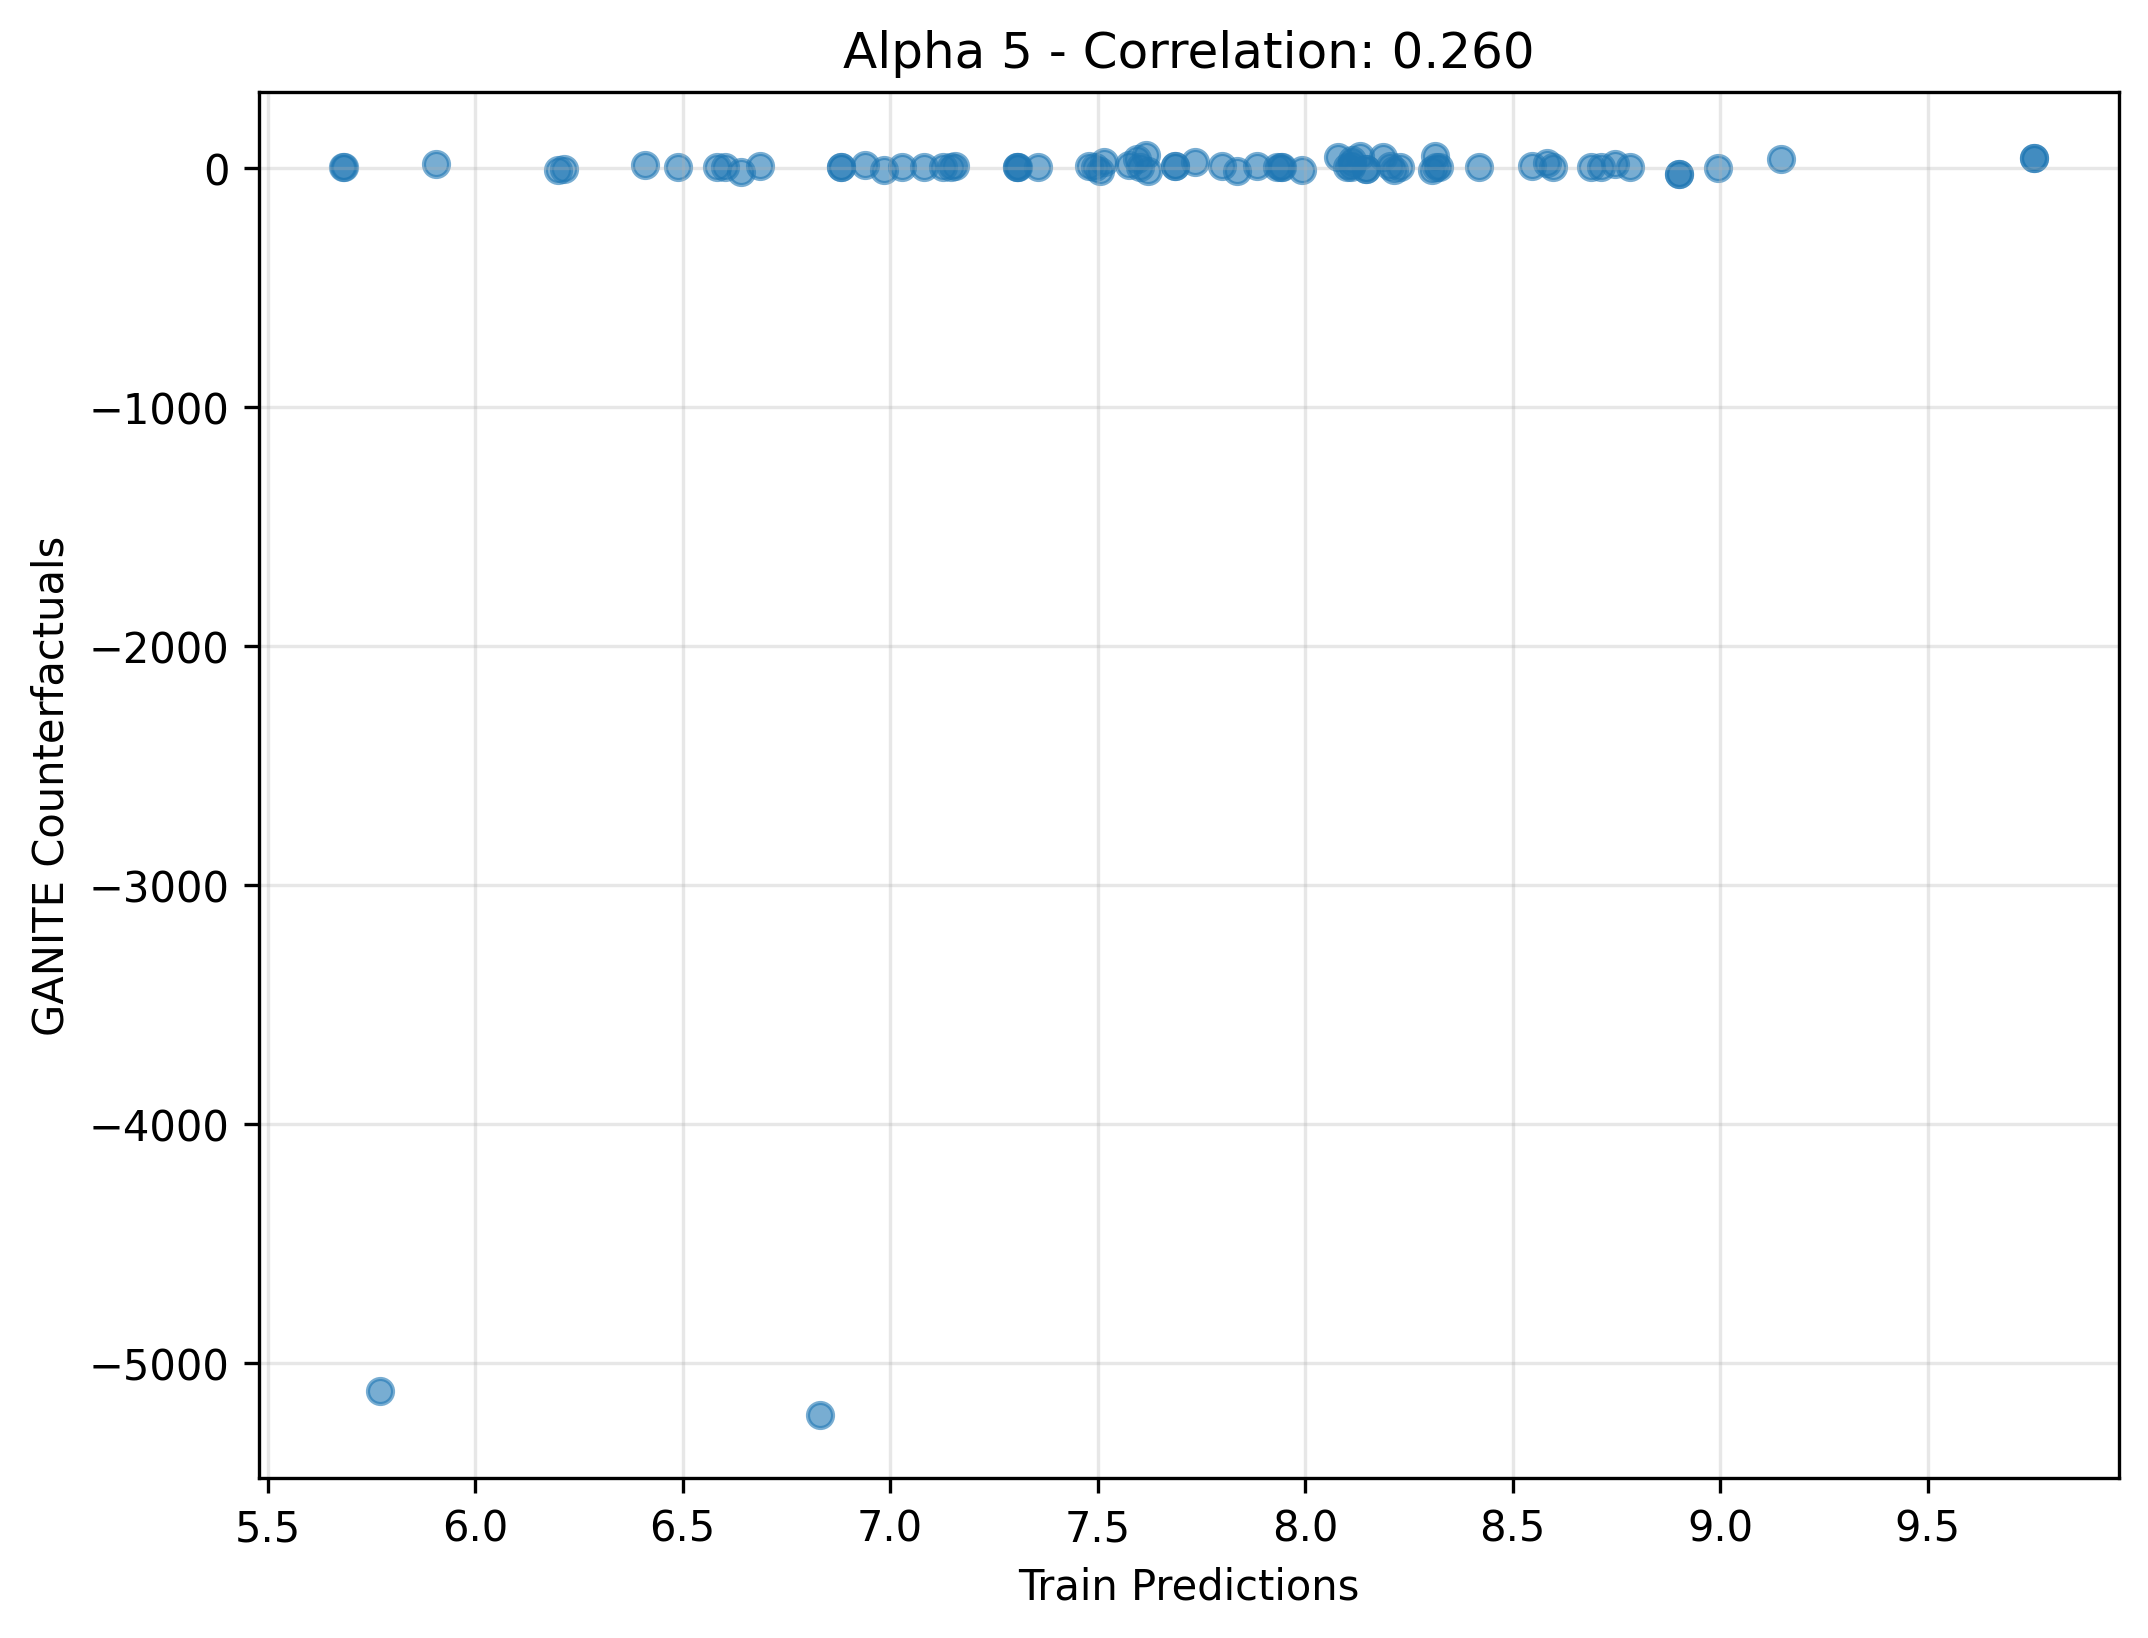 Alpha 5 - Correlation: 0.260
GANITE Counterfactuals
0
−1000
−2000
−3000
−4000
−5000
5.5 6.0 6.5 7.0 7.5 8.0 8.5 9.0 9.5
Train Predictions